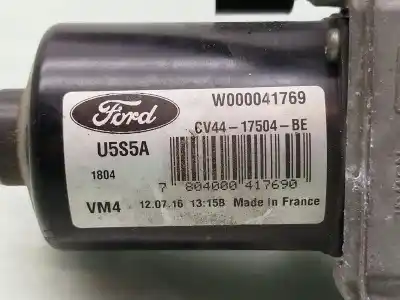 Ford
W000041769
U5S5A
CV44-17504-BE
1804
7 804000 417690
VM4 12.07.16 13:15B Made in France